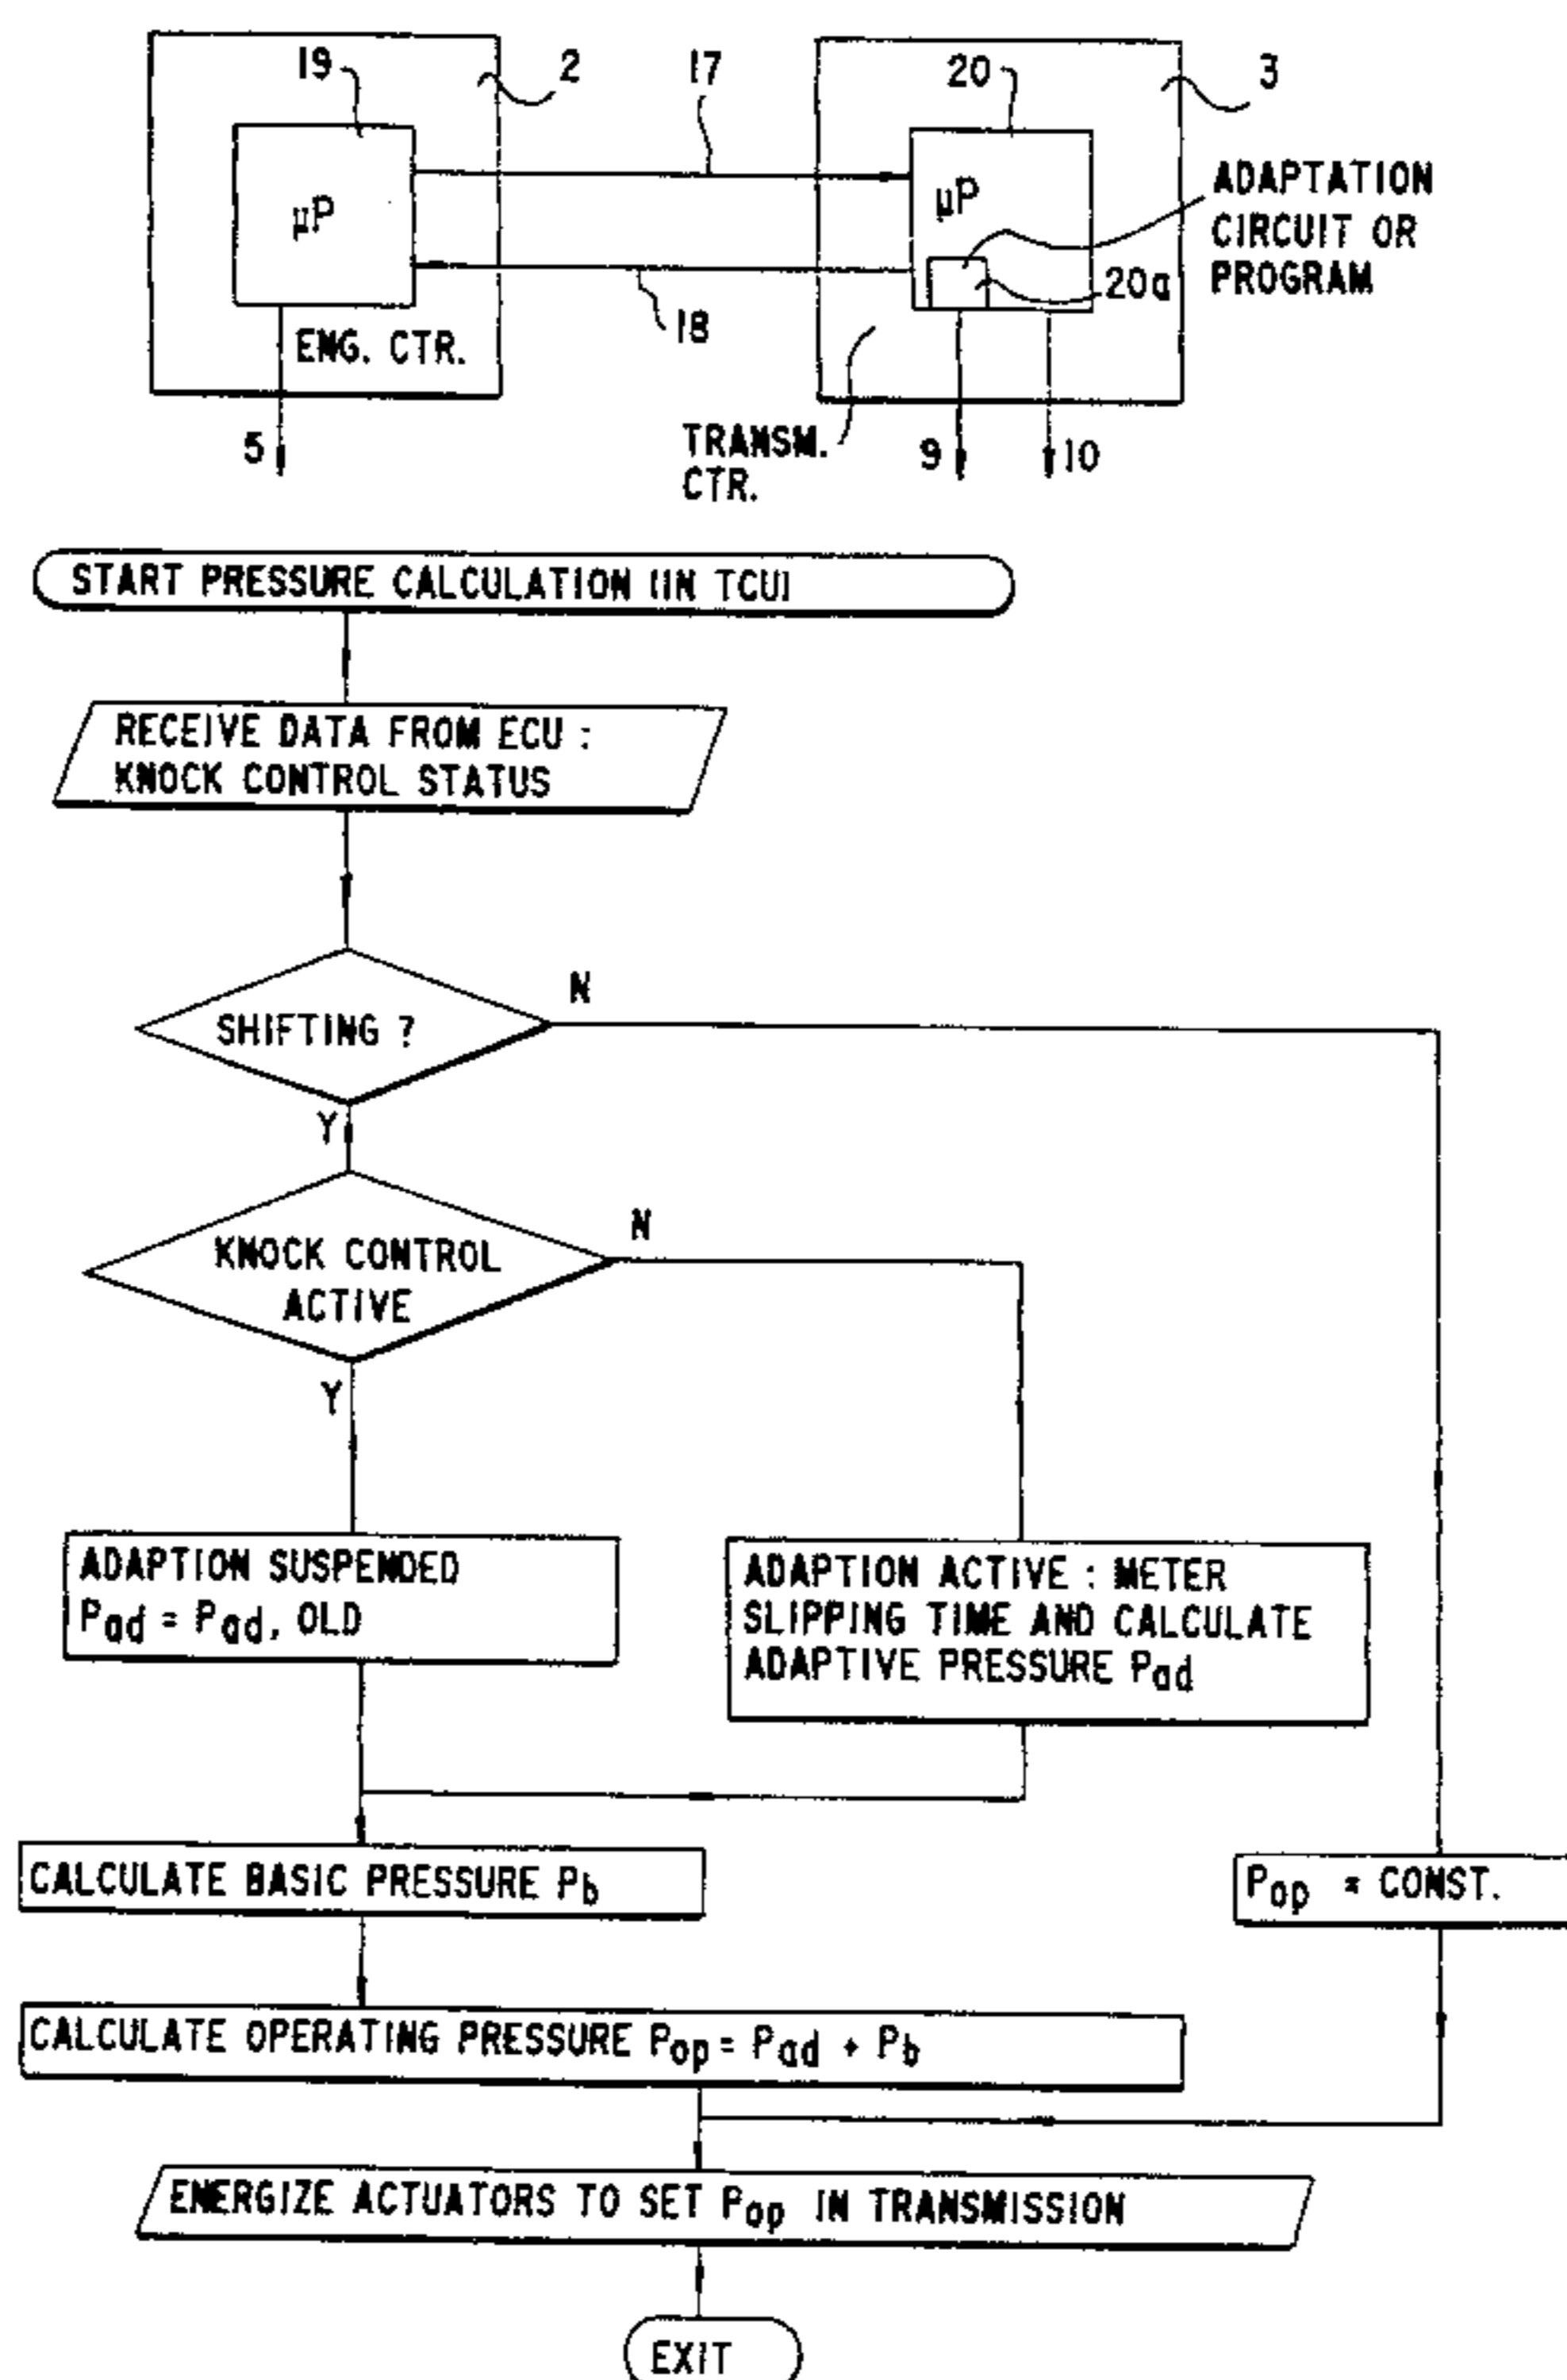 19
2
17
20
3
µP
µP
ADAPTATION
CIRCUIT OR
PROGRAM
20a
18
ENG. CTR.
TRANSM.
CTR.
5
9
10
START PRESSURE CALCULATION (IN TCU)
RECEIVE DATA FROM ECU :
KNOCK CONTROL STATUS
SHIFTING ?
N
Y
KNOCK CONTROL
ACTIVE
N
Y
ADAPTION SUSPENDED
Pad = Pad, OLD
ADAPTION ACTIVE : METER
SLIPPING TIME AND CALCULATE
ADAPTIVE PRESSURE Pad
CALCULATE BASIC PRESSURE Pb
Pop = CONST.
CALCULATE OPERATING PRESSURE Pop = Pad + Pb
ENERGIZE ACTUATORS TO SET Pop IN TRANSMISSION
EXIT